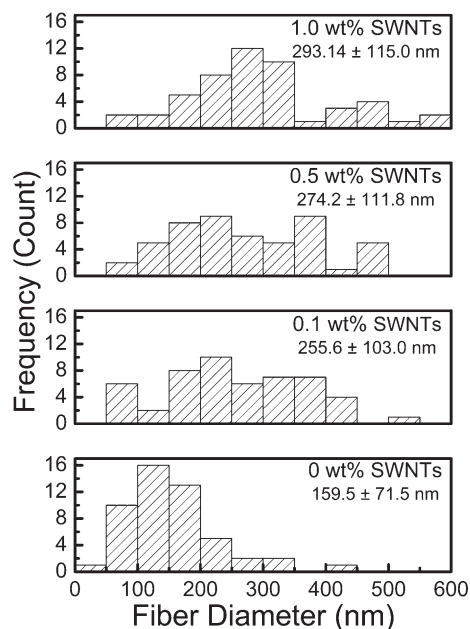 1.0 wt% SWNTs
293.14 ± 115.0 nm
16
12
8
4
0
0.5 wt% SWNTs
274.2 ± 111.8 nm
16
12
8
4
0
0.1 wt% SWNTs
255.6 ± 103.0 nm
16
12
8
4
0
0 wt% SWNTs
159.5 ± 71.5 nm
16
12
8
4
0
0 100 200 300 400 500 600
Frequency (Count)
Fiber Diameter (nm)